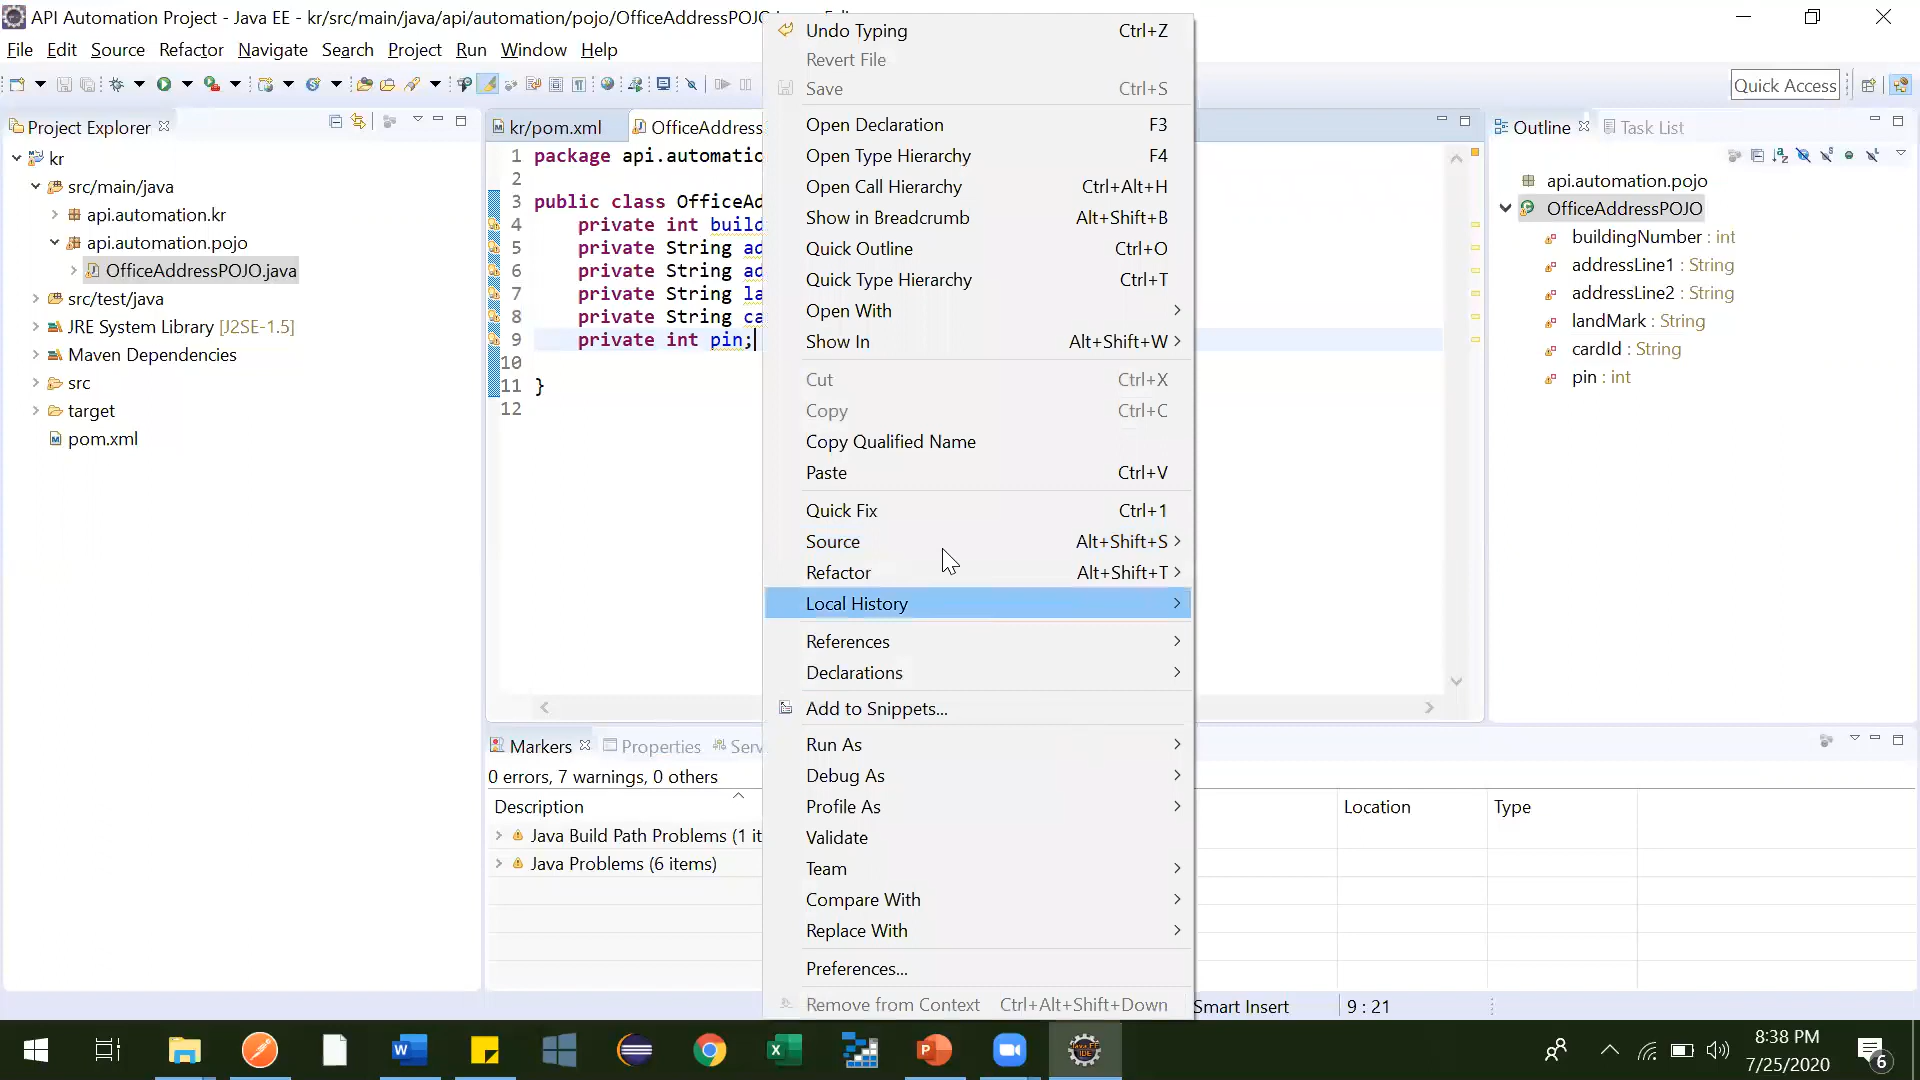 API Automation Project - Java EE - kr/src/main/java/api/automation/pojo/OfficeAddressPOJO
File Edit Source Refactor Navigate Search Project Run Window Help
Quick Access
Project Explorer
kr
src/main/java
api.automation.kr
api.automation.pojo
OfficeAddressPOJO.java
src/test/java
JRE System Library [J2SE-1.5]
Maven Dependencies
src
target
pom.xml
kr/pom.xml
OfficeAddress
1 package api.automatio
2
3 public class OfficeAd
4 private int build
5 private String ad
6 private String ad
7 private String la
8 private String ca
9 private int pin;
10
11 }
12
Undo Typing Ctrl+Z
Revert File
Save Ctrl+S
Open Declaration F3
Open Type Hierarchy F4
Open Call Hierarchy Ctrl+Alt+H
Show in Breadcrumb Alt+Shift+B
Quick Outline Ctrl+O
Quick Type Hierarchy Ctrl+T
Open With
Show In Alt+Shift+W
Cut Ctrl+X
Copy Ctrl+C
Copy Qualified Name
Paste Ctrl+V
Quick Fix Ctrl+1
Source Alt+Shift+S
Refactor Alt+Shift+T
Local History
References
Declarations
Add to Snippets...
Run As
Debug As
Profile As
Validate
Team
Compare With
Replace With
Preferences...
Remove from Context Ctrl+Alt+Shift+Down
Outline
Task List
api.automation.pojo
OfficeAddressPOJO
buildingNumber : int
addressLine1 : String
addressLine2 : String
landMark : String
cardId : String
pin : int
Markers Properties Serv
0 errors, 7 warnings, 0 others
Description Location Type
Java Build Path Problems (1 it
Java Problems (6 items)
Smart Insert 9 : 21
8:38 PM
7/25/2020
6